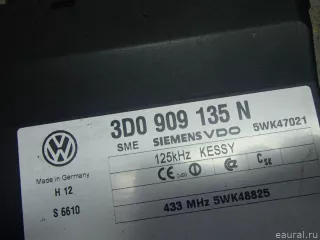 3D0 909 135 N
SME SIEMENS VDO 5WK47021
125kHz KESSY
Made in Germany
H 12
S 6610
433 MHz 5WK48825
eaural.ru